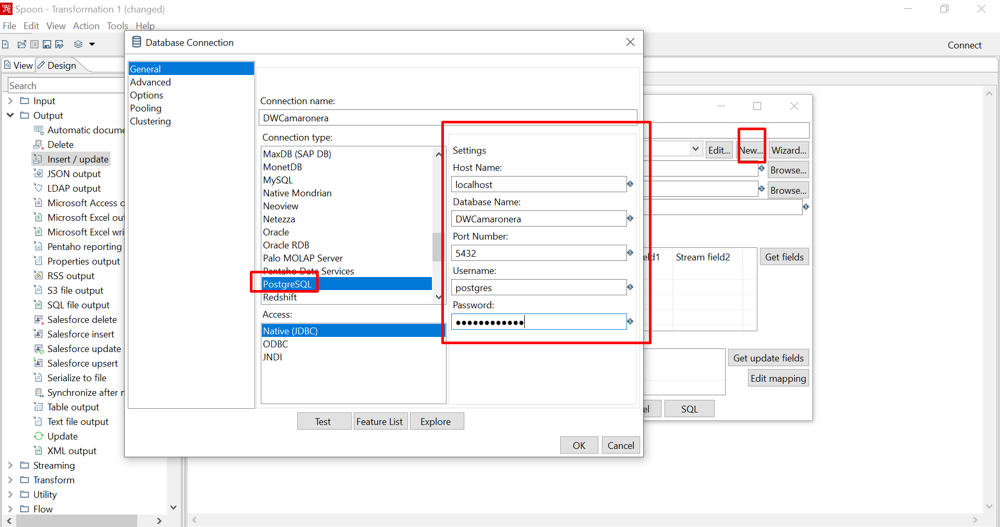 Spoon - Transformation 1 (changed)
File Edit View Action Tools Help
Connect
View Design
Search
Input
Output
Automatic docume
Delete
Insert / update
JSON output
LDAP output
Microsoft Access o
Microsoft Excel out
Microsoft Excel wri
Pentaho reporting
Properties output
RSS output
S3 file output
SQL file output
Salesforce delete
Salesforce insert
Salesforce update
Salesforce upsert
Serialize to file
Synchronize after m
Table output
Text file output
Update
XML output
Streaming
Transform
Utility
Flow
Database Connection
General
Advanced
Options
Pooling
Clustering
Connection name:
DWCamaronera
Connection type:
MaxDB (SAP DB)
MonetDB
MySQL
Native Mondrian
Neoview
Netezza
Oracle
Oracle RDB
Palo MOLAP Server
Pentaho Data Services
PostgreSQL
Redshift
Access:
Native (JDBC)
ODBC
JNDI
Settings
Host Name:
localhost
Database Name:
DWCamaronera
Port Number:
5432
Username:
postgres
Password:
●●●●●●●●●●●●
Test Feature List Explore
OK Cancel
Edit... New... Wizard...
Browse...
Browse...
eld1 Stream field2 Get fields
Get update fields
Edit mapping
el SQL